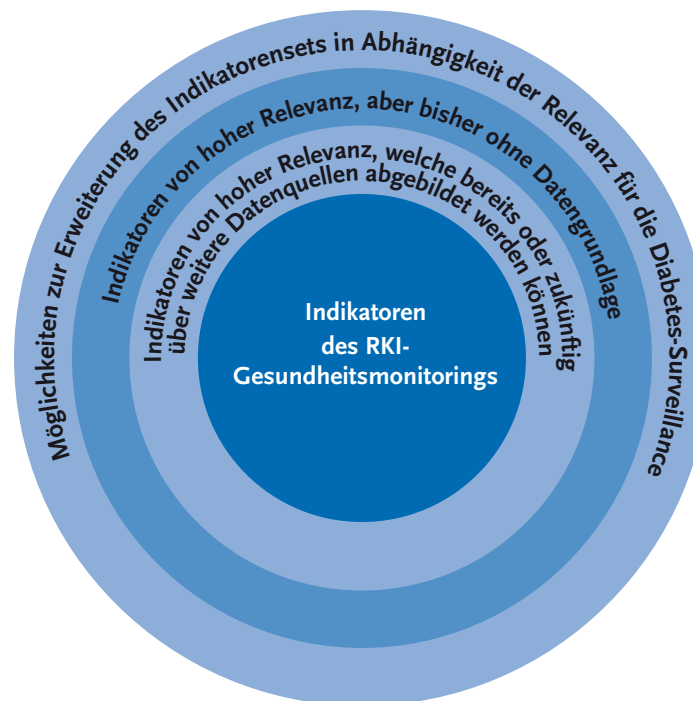 Möglichkeiten zur Erweiterung des Indikatorensets in Abhängigkeit der Relevanz für die Diabetes-Surveillance
Indikatoren von hoher Relevanz, aber bisher ohne Datengrundlage
Indikatoren von hoher Relevanz, welche bereits oder zukünftig
über weitere Datenquellen abgebildet werden können
Indikatoren
des RKI-
Gesundheitsmonitorings